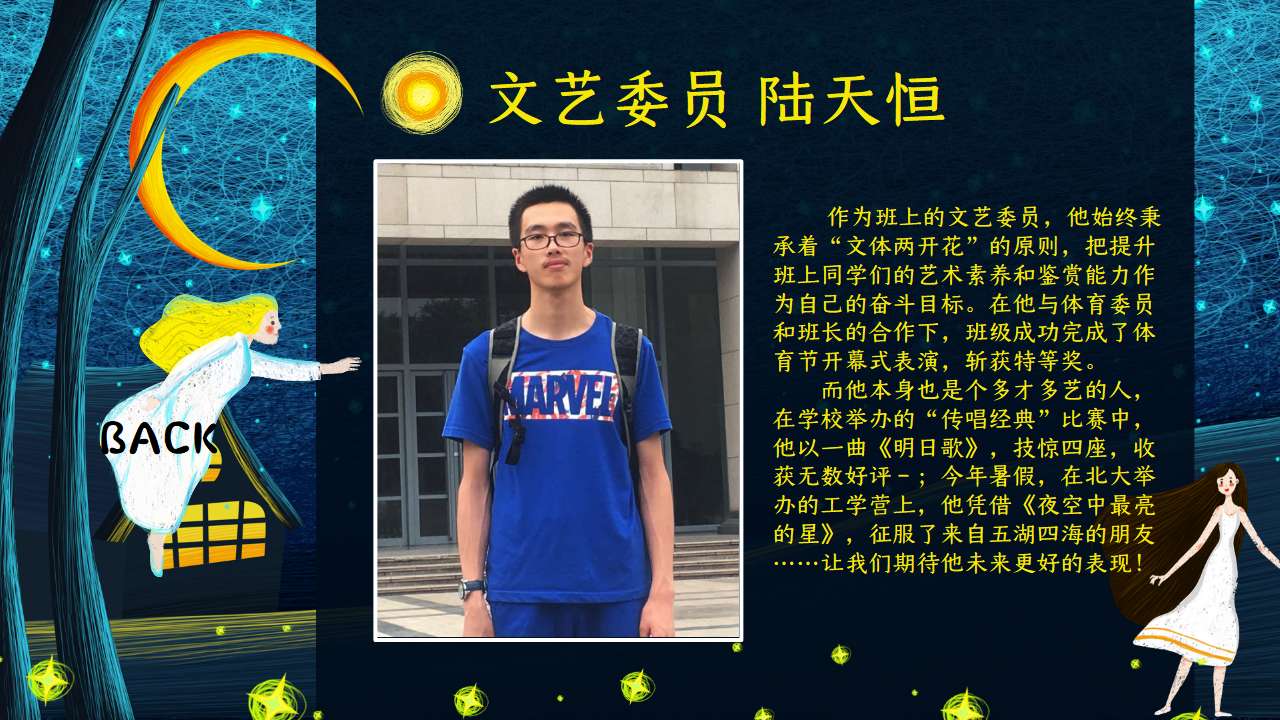 文艺委员 陆天恒
作为班上的文艺委员，他始终秉
承着“文体两开花”的原则，把提升
班上同学们的艺术素养和鉴赏能力作
为自己的奋斗目标。在他与体育委员
和班长的合作下，班级成功完成了体
育节开幕式表演，斩获特等奖。
而他本身也是个多才多艺的人，
在学校举办的“传唱经典”比赛中，
他以一曲《明日歌》，技惊四座，收
获无数好评－；今年暑假，在北大举
办的工学营上，他凭借《夜空中最亮
的星》，征服了来自五湖四海的朋友
……让我们期待他未来更好的表现！
MARVEL
BACK